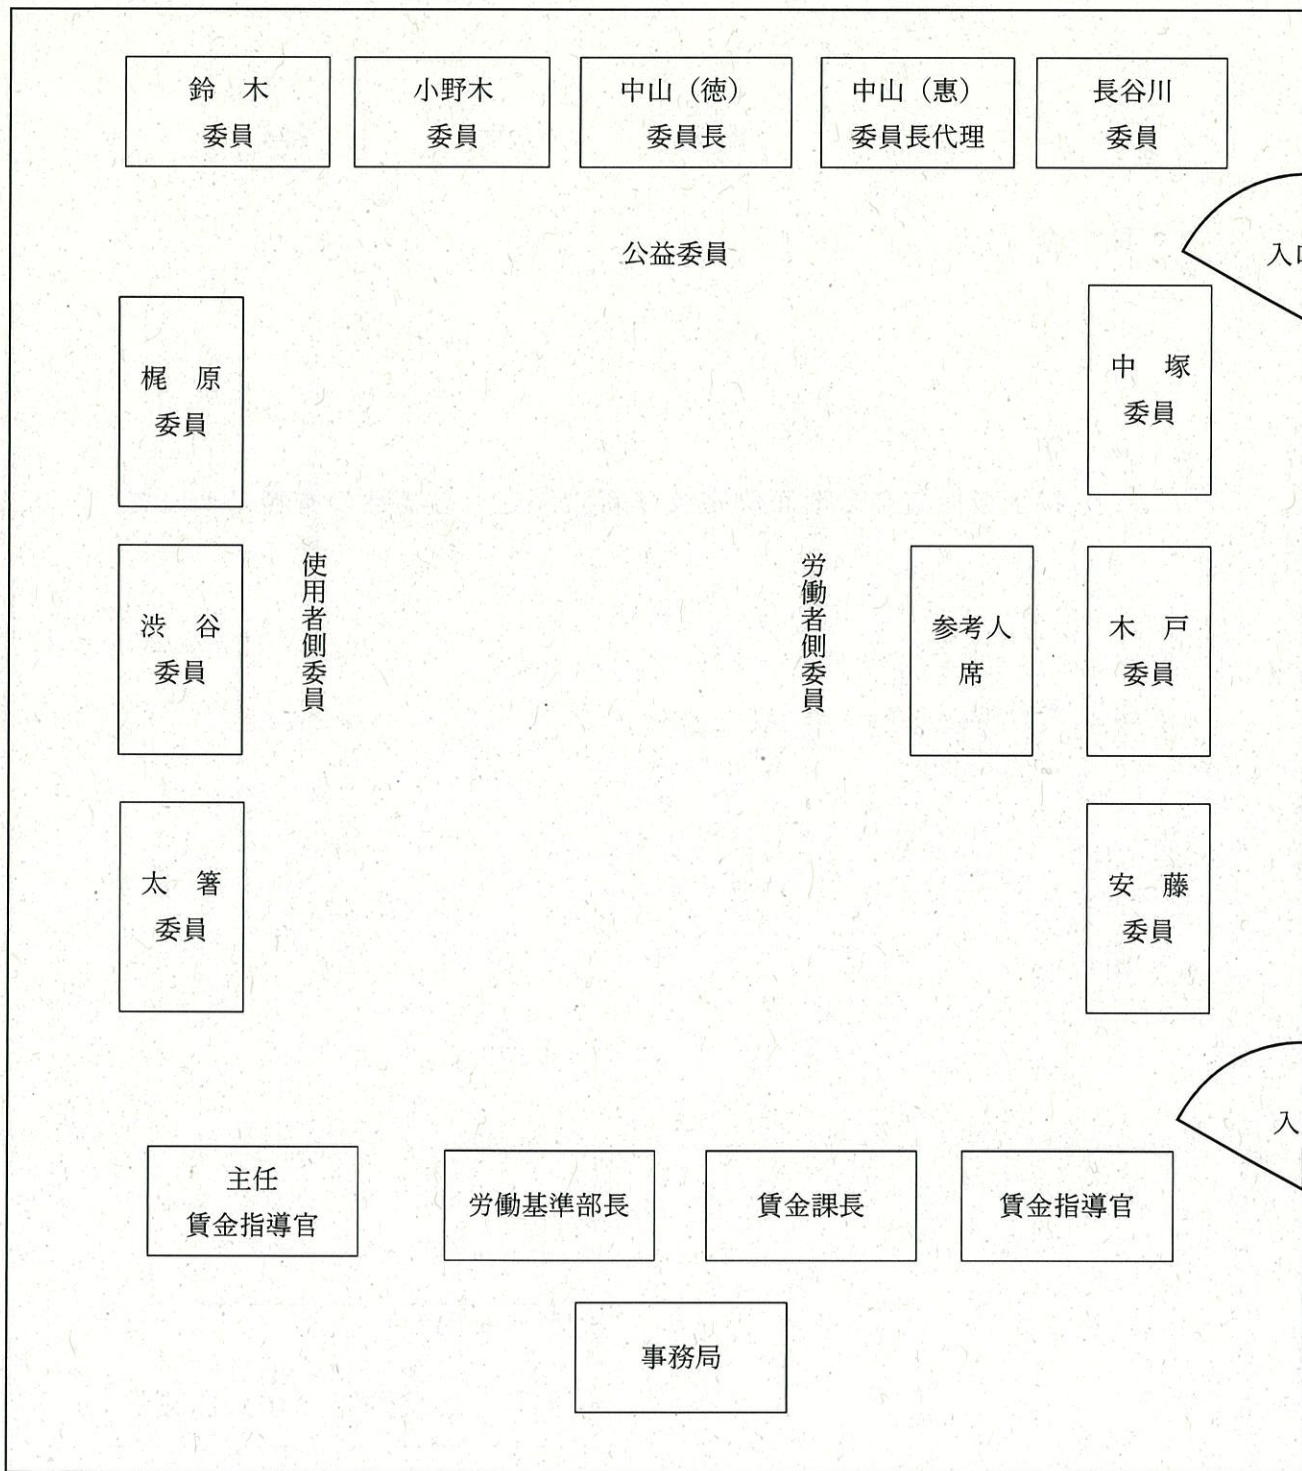 鈴　木
委員
小野木
委員
中山（徳）
委員長
中山（惠）
委員長代理
長谷川
委員
公益委員
入口
梶　原
委員
中　塚
委員
渋　谷
委員
使用者側委員
労働者側委員
参考人
席
木　戸
委員
太　箸
委員
安　藤
委員
入
主任
賃金指導官
労働基準部長
賃金課長
賃金指導官
事務局